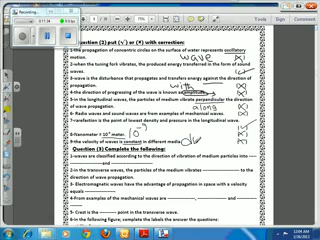 Question (2) put (√) or (×) with correction:
1-the propagation of concentric circles on the surface of water represents oscillatory motion. wave
2-when the tuning fork vibrates, the produced energy transferred in the form of sound waves.
3-wave is the disturbance that propagates and transfers energy against the direction of propagation. with
4-the direction of progressing of the wave is known
5-in the longitudinal waves, the particles of medium vibrate perpendicular the direction of wave propagation. along
6- Radio waves and sound waves are from examples of mechanical waves.
7-rarefaction is the point of lowest density and pressure in the longitudinal wave.
8-Nanometer = meter. 10
9-the velocity of waves is constant in different media
Question (3) Complete the following:
1-waves are classified according to the direction of vibration of medium particles into
and
2-in the transverse waves, the particles of the medium vibrates to the direction of wave propagation.
3- Electromagnetic waves have the advantage of propagation in space with a velocity equals
4-From examples of the mechanical waves are , and
5- Crest is the point in the transverse wave.
6-in the following figure; complete the labels the answer the questions:
12:04 AM